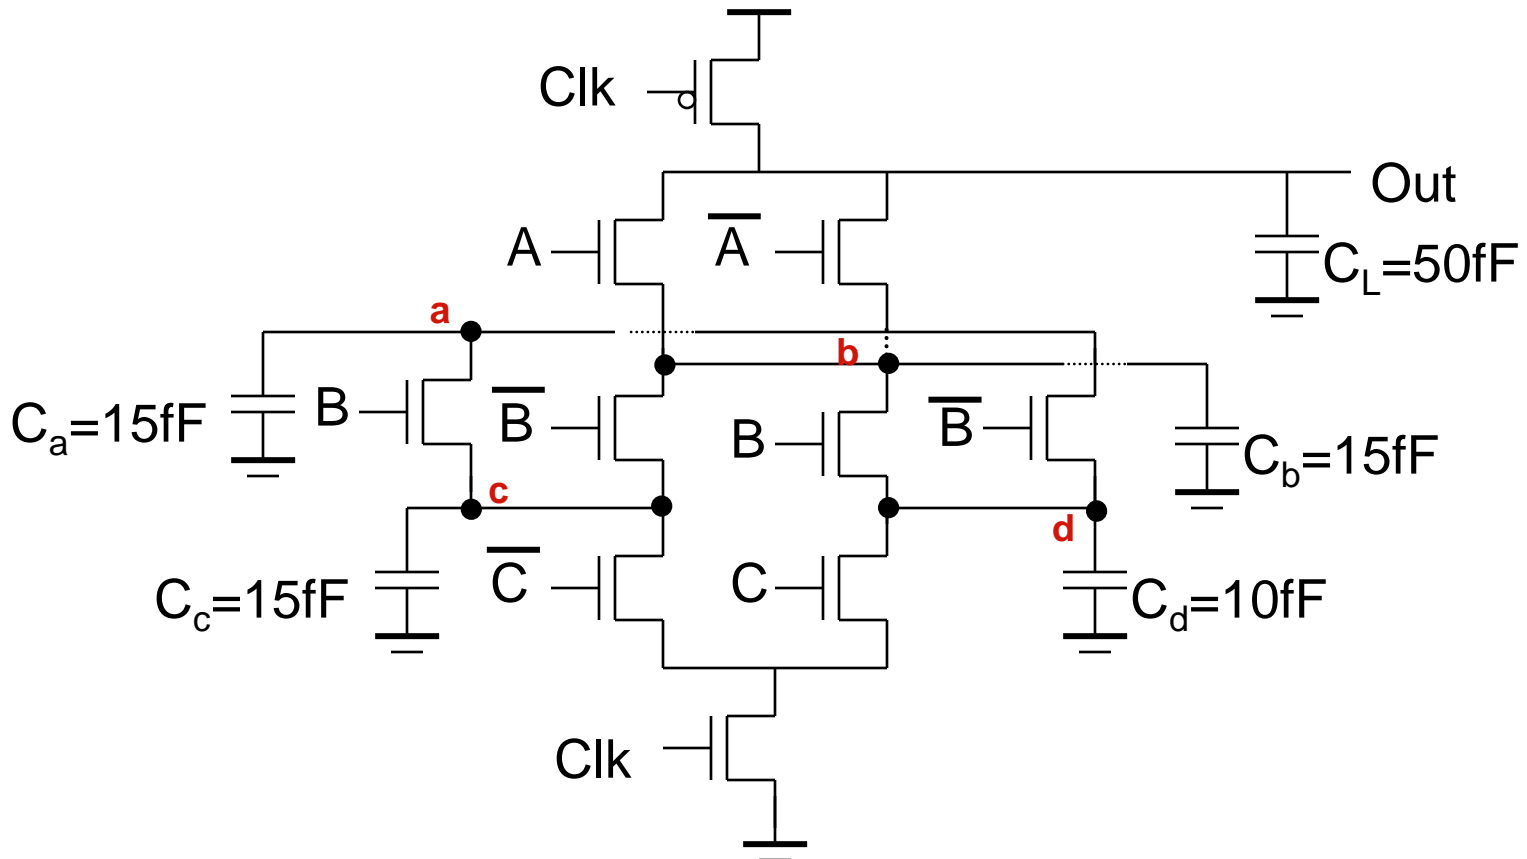 Clk
Out
A
A̅
C_L=50fF
a
b
B
B̅
B
B̅
C_a=15fF
C_b=15fF
c
d
C̅
C
C_c=15fF
C_d=10fF
Clk